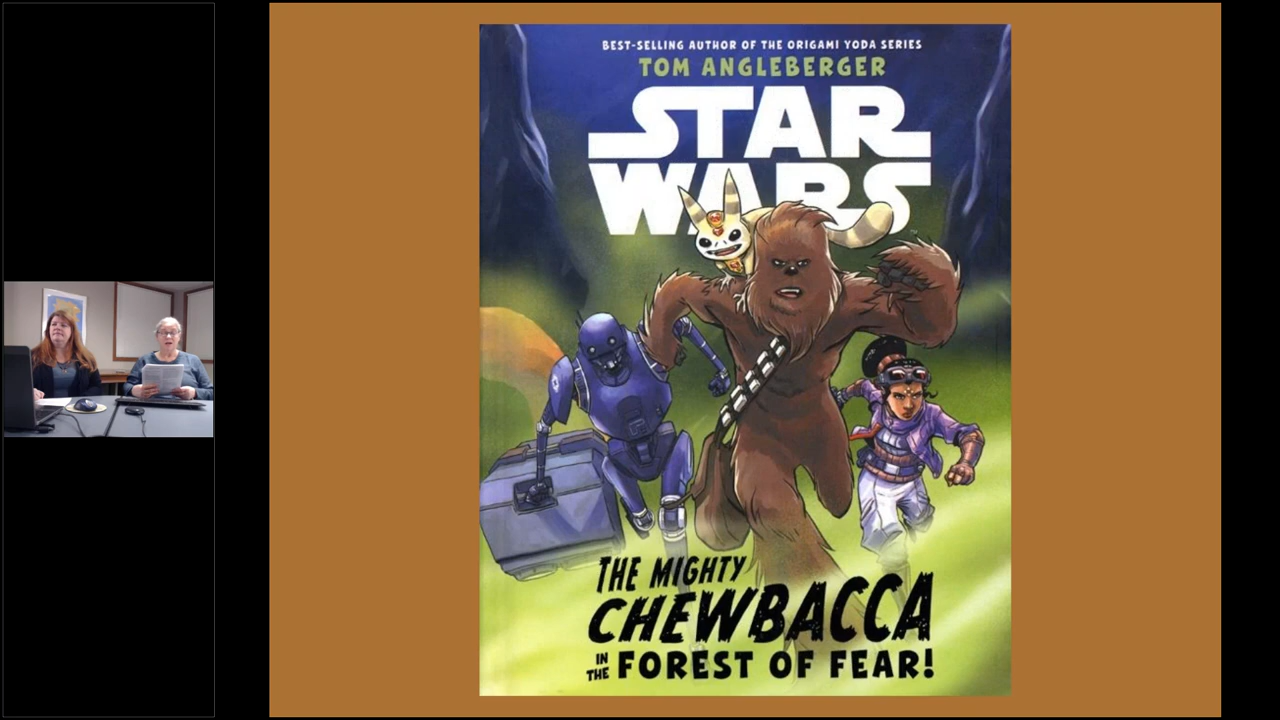 BEST-SELLING AUTHOR OF THE ORIGAMI YODA SERIES
TOM ANGLEBERGER
STAR
WARS
THE MIGHTY
CHEWBACCA
IN THE FOREST OF FEAR!